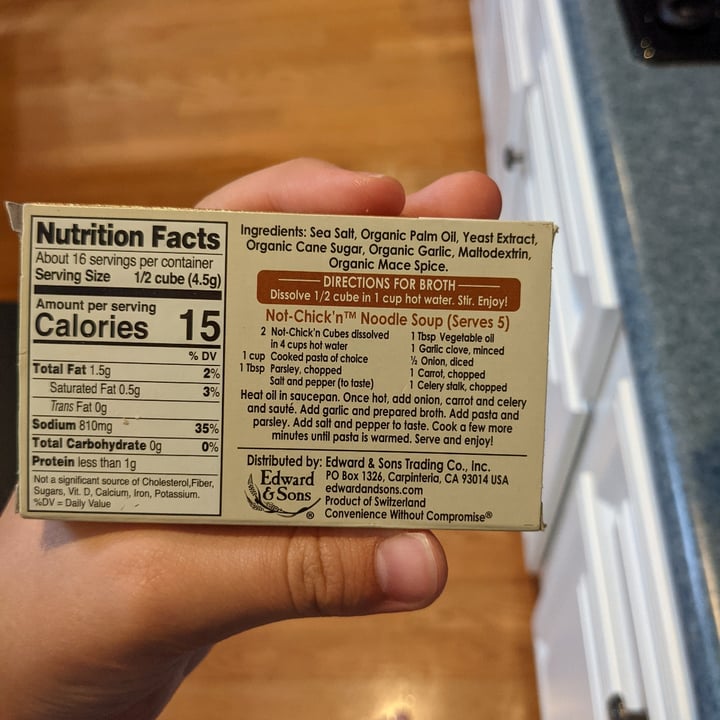 Nutrition Facts
About 16 servings per container
Serving Size 1/2 cube (4.5g)
Amount per serving
Calories 15
% DV
Total Fat 1.5g 2%
Saturated Fat 0.5g 3%
Trans Fat 0g
Sodium 810mg 35%
Total Carbohydrate 0g 0%
Protein less than 1g
Not a significant source of Cholesterol,Fiber,
Sugars, Vit. D, Calcium, Iron, Potassium.
%DV = Daily Value
Ingredients: Sea Salt, Organic Palm Oil, Yeast Extract,
Organic Cane Sugar, Organic Garlic, Maltodextrin,
Organic Mace Spice.
DIRECTIONS FOR BROTH
Dissolve 1/2 cube in 1 cup hot water. Stir. Enjoy!
Not-Chick'n™ Noodle Soup (Serves 5)
2 Not-Chick'n Cubes dissolved
in 4 cups hot water
1 cup Cooked pasta of choice
1 Tbsp Parsley, chopped
Salt and pepper (to taste)
1 Tbsp Vegetable oil
1 Garlic clove, minced
½ Onion, diced
1 Carrot, chopped
1 Celery stalk, chopped
Heat oil in saucepan. Once hot, add onion, carrot and celery
and sauté. Add garlic and prepared broth. Add pasta and
parsley. Add salt and pepper to taste. Cook a few more
minutes until pasta is warmed. Serve and enjoy!
Distributed by: Edward & Sons Trading Co., Inc.
PO Box 1326, Carpinteria, CA 93014 USA
edwardandsons.com
Product of Switzerland
Convenience Without Compromise®
Edward
& Sons
®